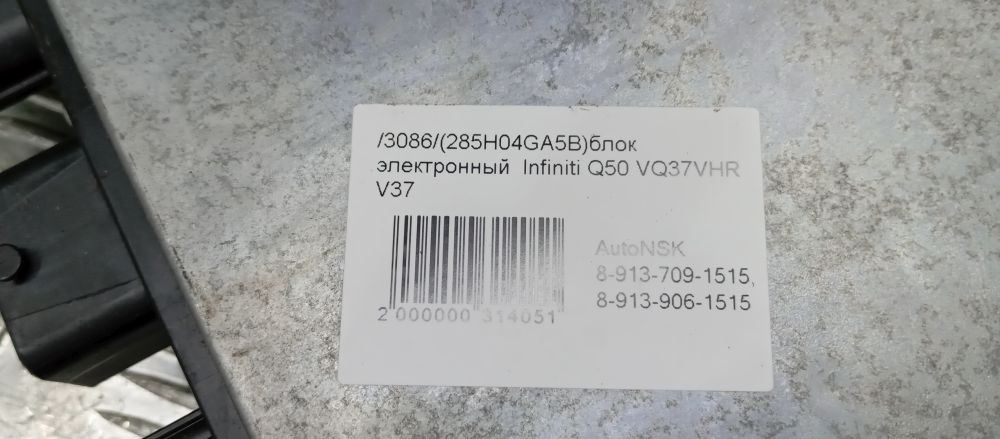 /3086/(285H04GA5B)блок
электронный Infiniti Q50 VQ37VHR
V37
AutoNSK
8-913-709-1515,
8-913-906-1515
2 000000 314051